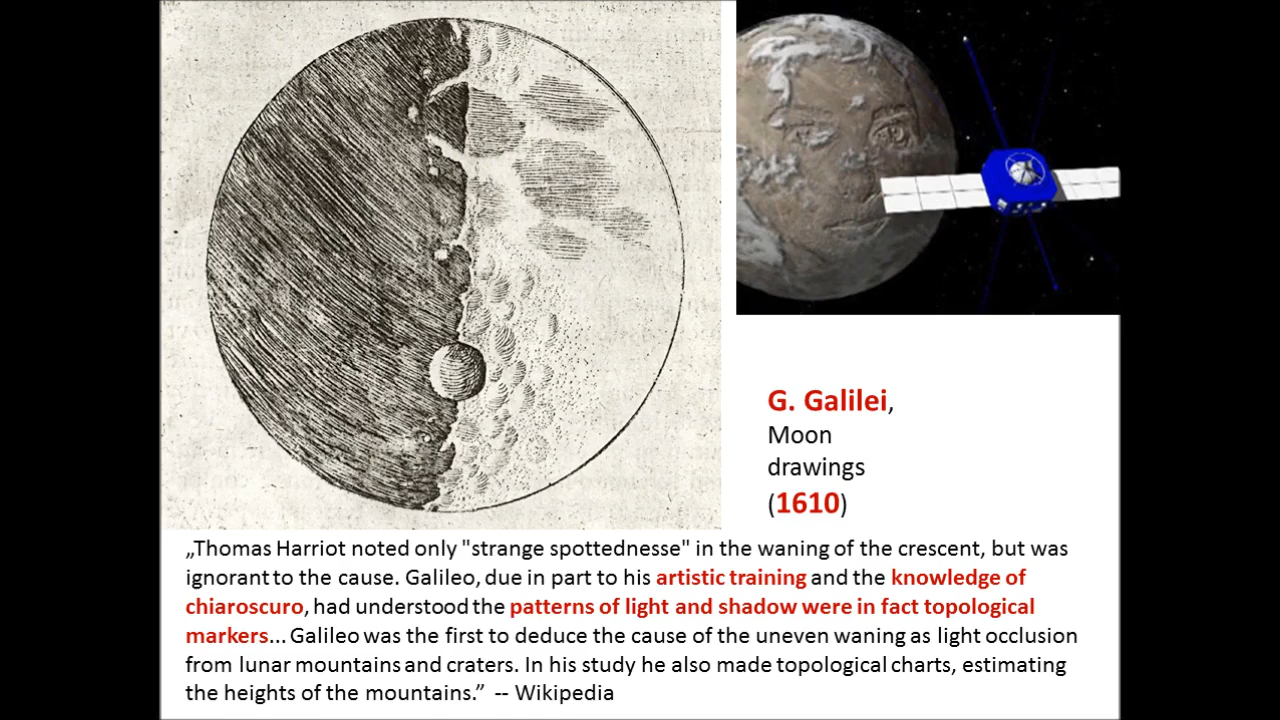 G. Galilei,
Moon
drawings
(1610)
„Thomas Harriot noted only "strange spottednesse" in the waning of the crescent, but was
ignorant to the cause. Galileo, due in part to his artistic training and the knowledge of
chiaroscuro, had understood the patterns of light and shadow were in fact topological
markers... Galileo was the first to deduce the cause of the uneven waning as light occlusion
from lunar mountains and craters. In his study he also made topological charts, estimating
the heights of the mountains.” -- Wikipedia